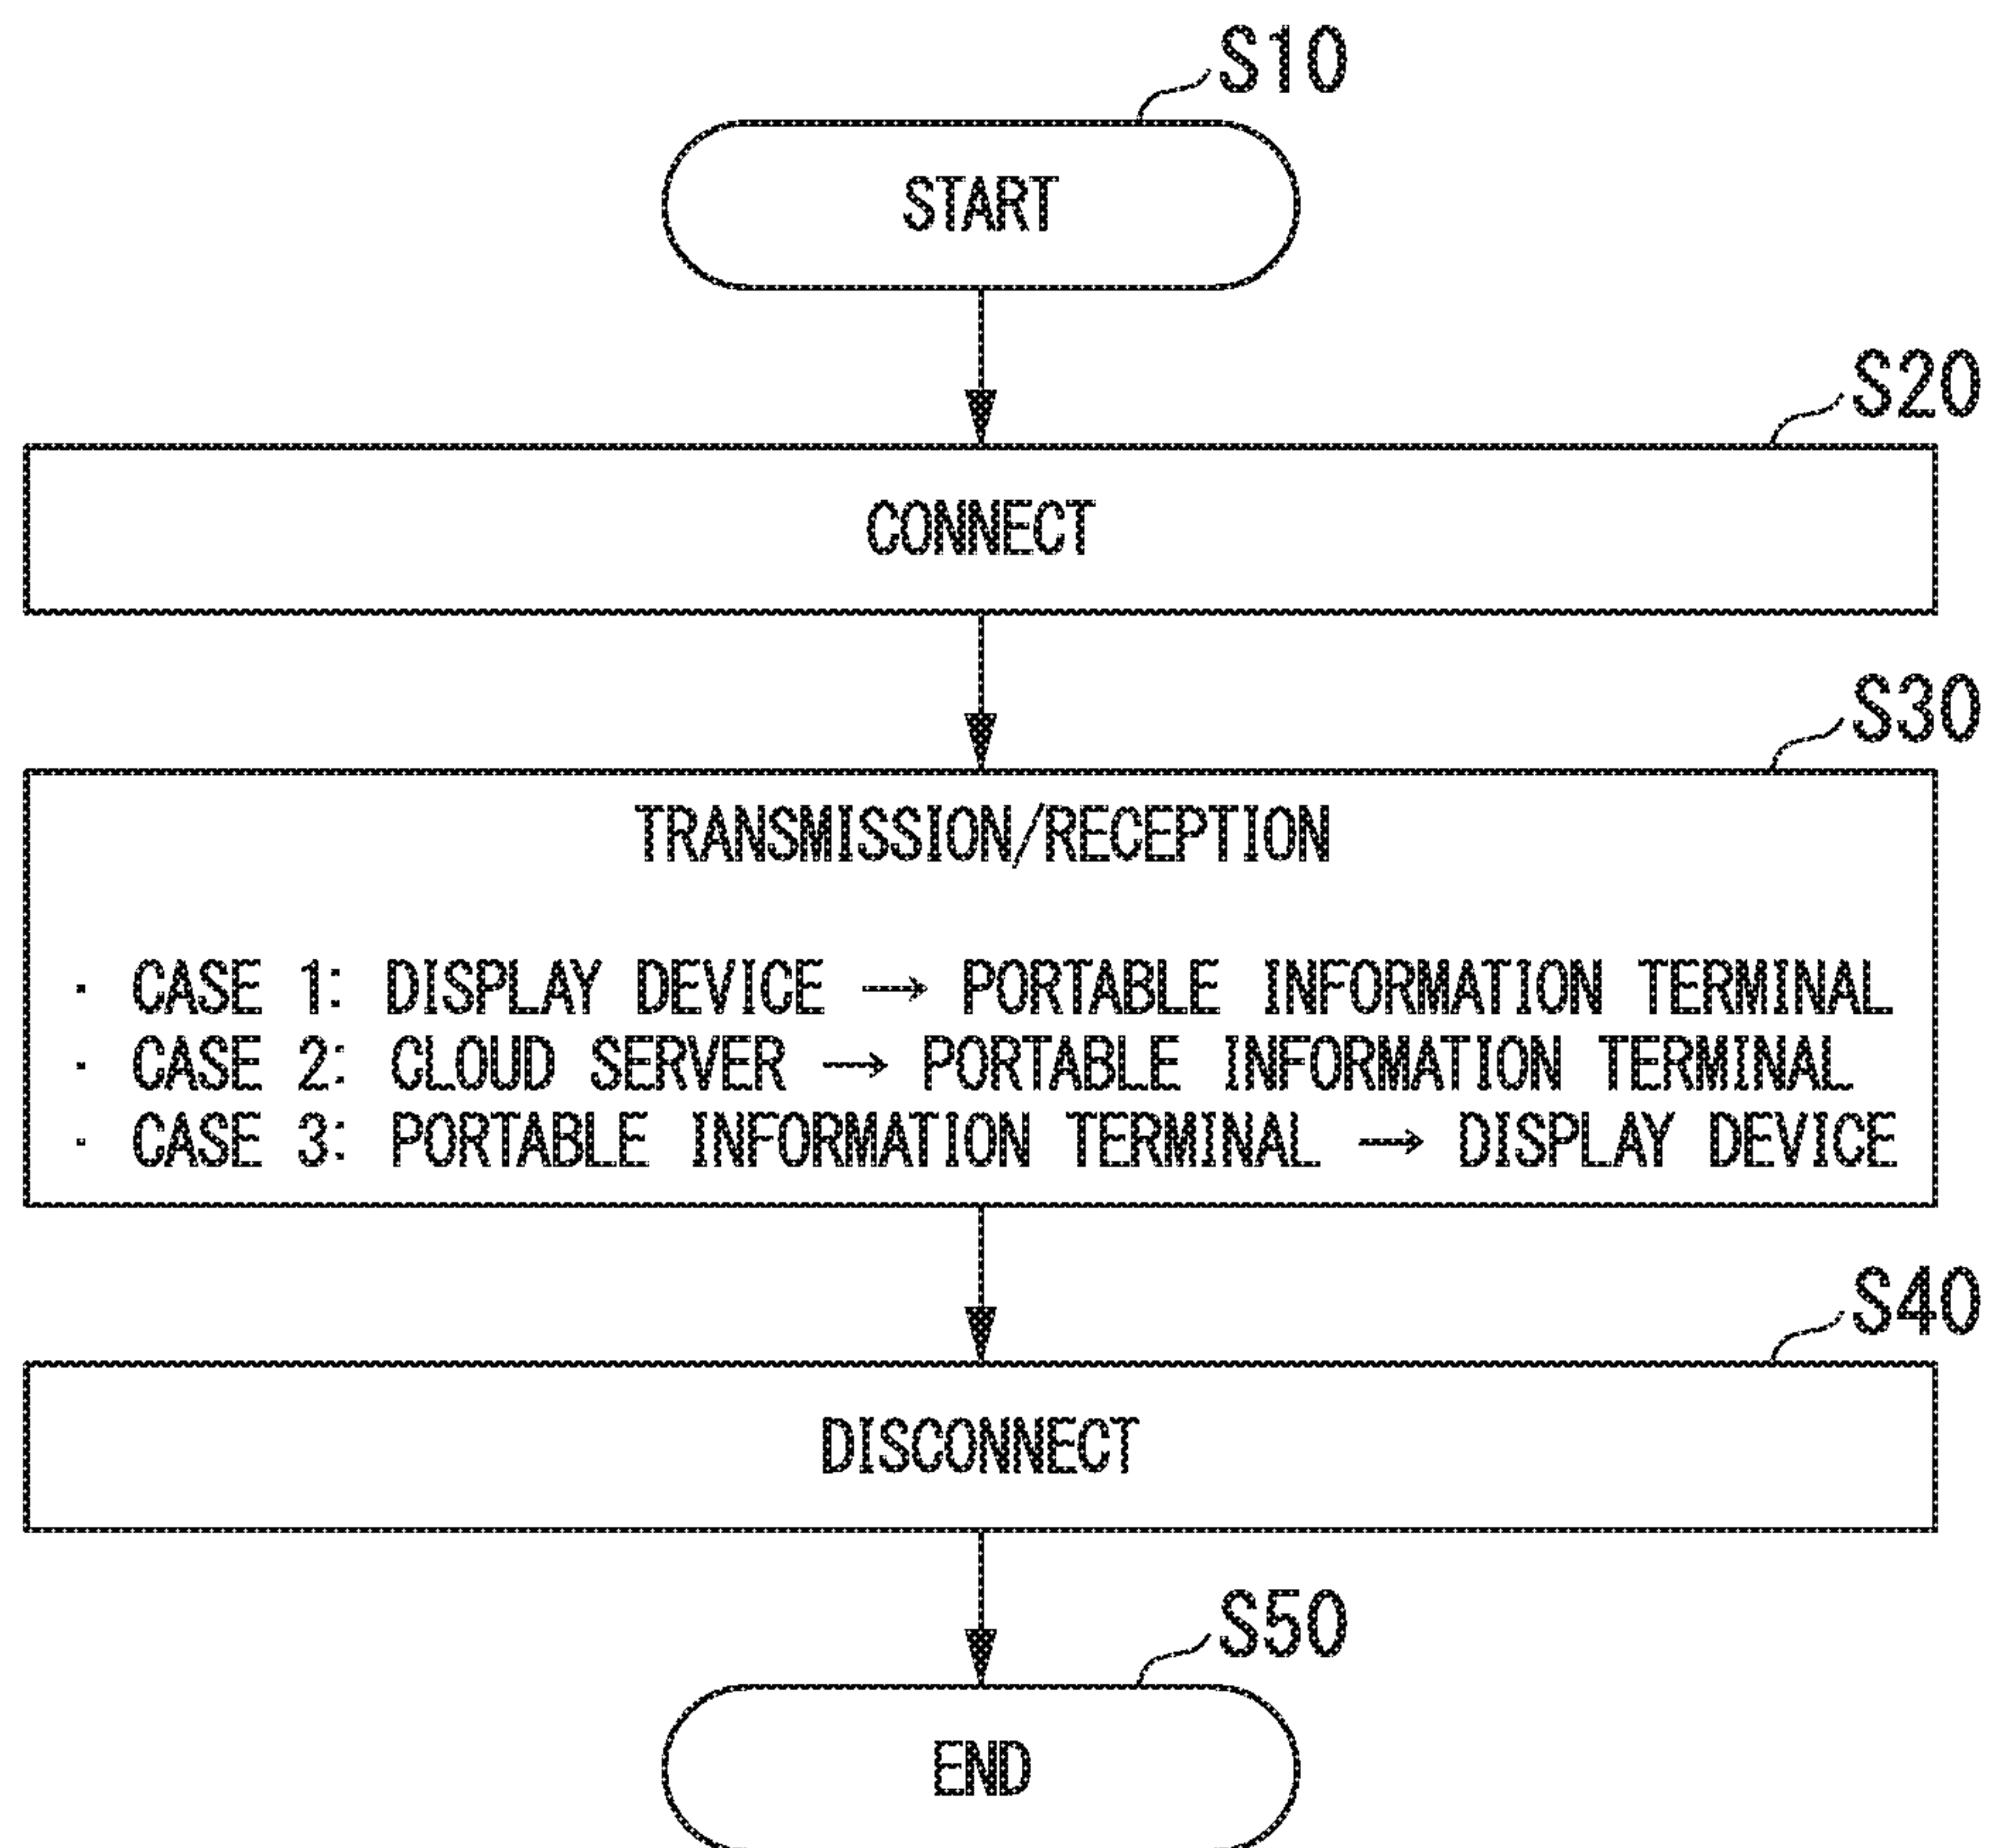 S10
START
S20
CONNECT
S30
TRANSMISSION/RECEPTION
· CASE 1: DISPLAY DEVICE → PORTABLE INFORMATION TERMINAL
· CASE 2: CLOUD SERVER → PORTABLE INFORMATION TERMINAL
· CASE 3: PORTABLE INFORMATION TERMINAL → DISPLAY DEVICE
S40
DISCONNECT
S50
END